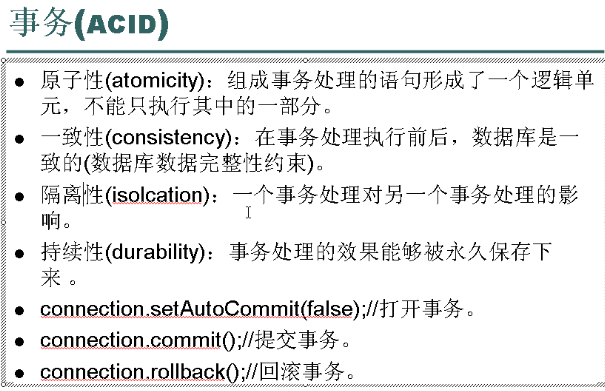 事务(ACID)
● 原子性(atomicity)：组成事务处理的语句形成了一个逻辑单
元，不能只执行其中的一部分。
● 一致性(consistency)：在事务处理执行前后，数据库是一
致的(数据库数据完整性约束)。
● 隔离性(isolcation)：一个事务处理对另一个事务处理的影
响。
● 持续性(durability)：事务处理的效果能够被永久保存下
来 。
● connection.setAutoCommit(false);//打开事务。
● connection.commit();//提交事务。
● connection.rollback();//回滚事务。